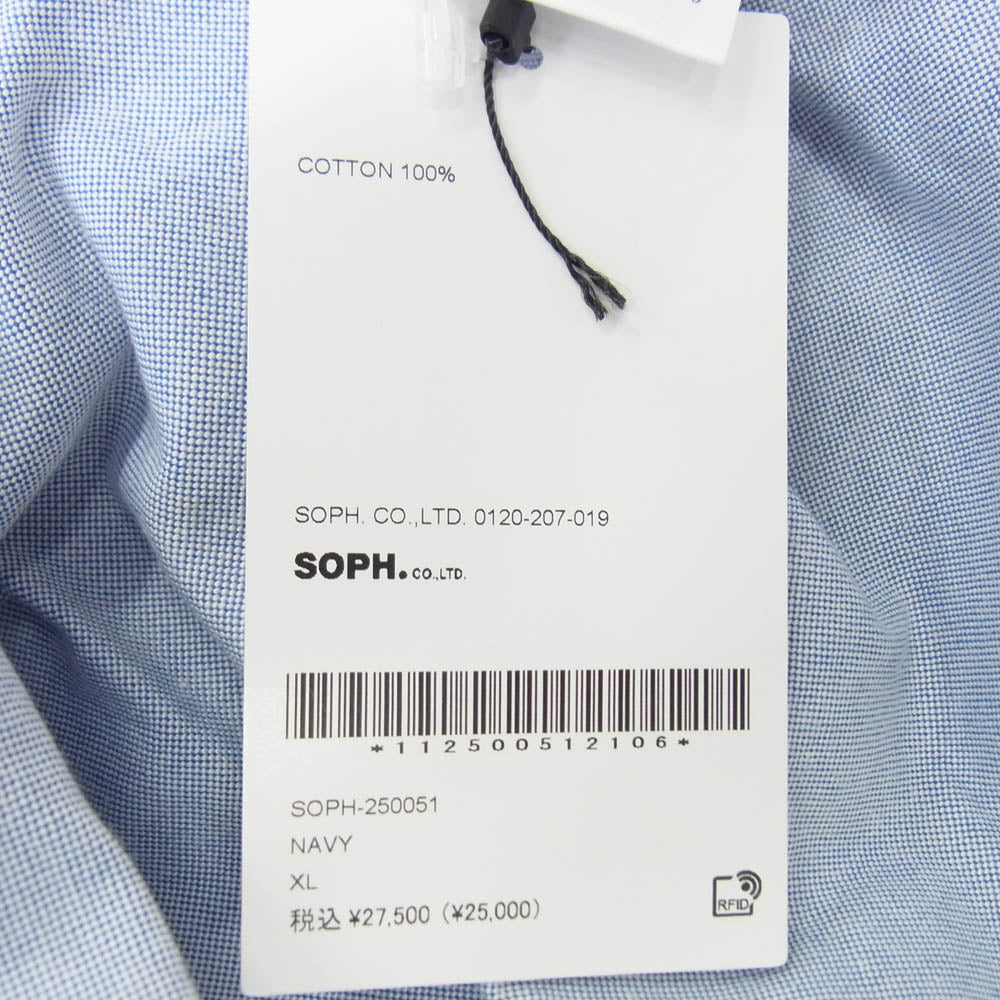 COTTON 100%
SOPH. CO.,LTD. 0120-207-019
SOPH. CO.,LTD.
*112500512106*
SOPH-250051
NAVY
XL
税込 ¥27,500 (¥25,000)
RFID